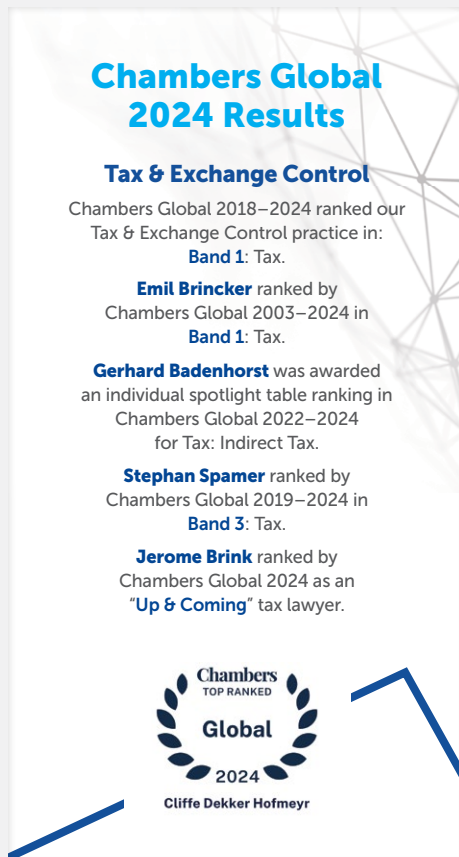 Chambers Global
2024 Results
Tax & Exchange Control
Chambers Global 2018–2024 ranked our
Tax & Exchange Control practice in:
Band 1: Tax.
Emil Brincker ranked by
Chambers Global 2003–2024 in
Band 1: Tax.
Gerhard Badenhorst was awarded
an individual spotlight table ranking in
Chambers Global 2022–2024
for Tax: Indirect Tax.
Stephan Spamer ranked by
Chambers Global 2019–2024 in
Band 3: Tax.
Jerome Brink ranked by
Chambers Global 2024 as an
“Up & Coming” tax lawyer.
Chambers
TOP RANKED
Global
2024
Cliffe Dekker Hofmeyr